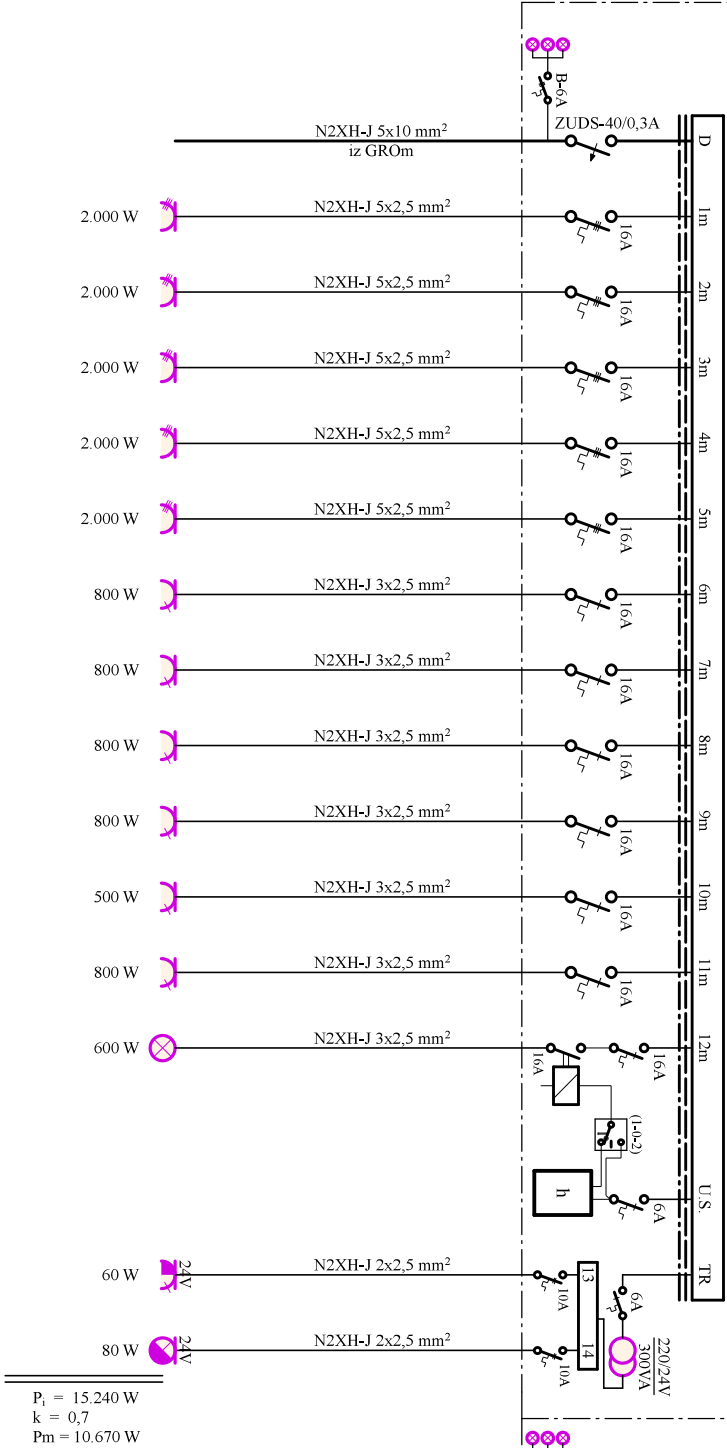 B-6A
ZUDS-40/0,3A
N2XH-J 5x10 mm²
iz GROm
D
2.000 W
N2XH-J 5x2,5 mm²
16A
1m
2.000 W
N2XH-J 5x2,5 mm²
16A
2m
2.000 W
N2XH-J 5x2,5 mm²
16A
3m
2.000 W
N2XH-J 5x2,5 mm²
16A
4m
2.000 W
N2XH-J 5x2,5 mm²
16A
5m
800 W
N2XH-J 3x2,5 mm²
16A
6m
800 W
N2XH-J 3x2,5 mm²
16A
7m
800 W
N2XH-J 3x2,5 mm²
16A
8m
800 W
N2XH-J 3x2,5 mm²
16A
9m
500 W
N2XH-J 3x2,5 mm²
16A
10m
800 W
N2XH-J 3x2,5 mm²
16A
11m
600 W
N2XH-J 3x2,5 mm²
16A
16A
12m
(1-0-2)
h
6A
U.S.
60 W
24V
N2XH-J 2x2,5 mm²
10A
13
6A
TR
80 W
24V
N2XH-J 2x2,5 mm²
10A
14
220/24V
300VA
Pᵢ = 15.240 W
k = 0,7
Pm = 10.670 W